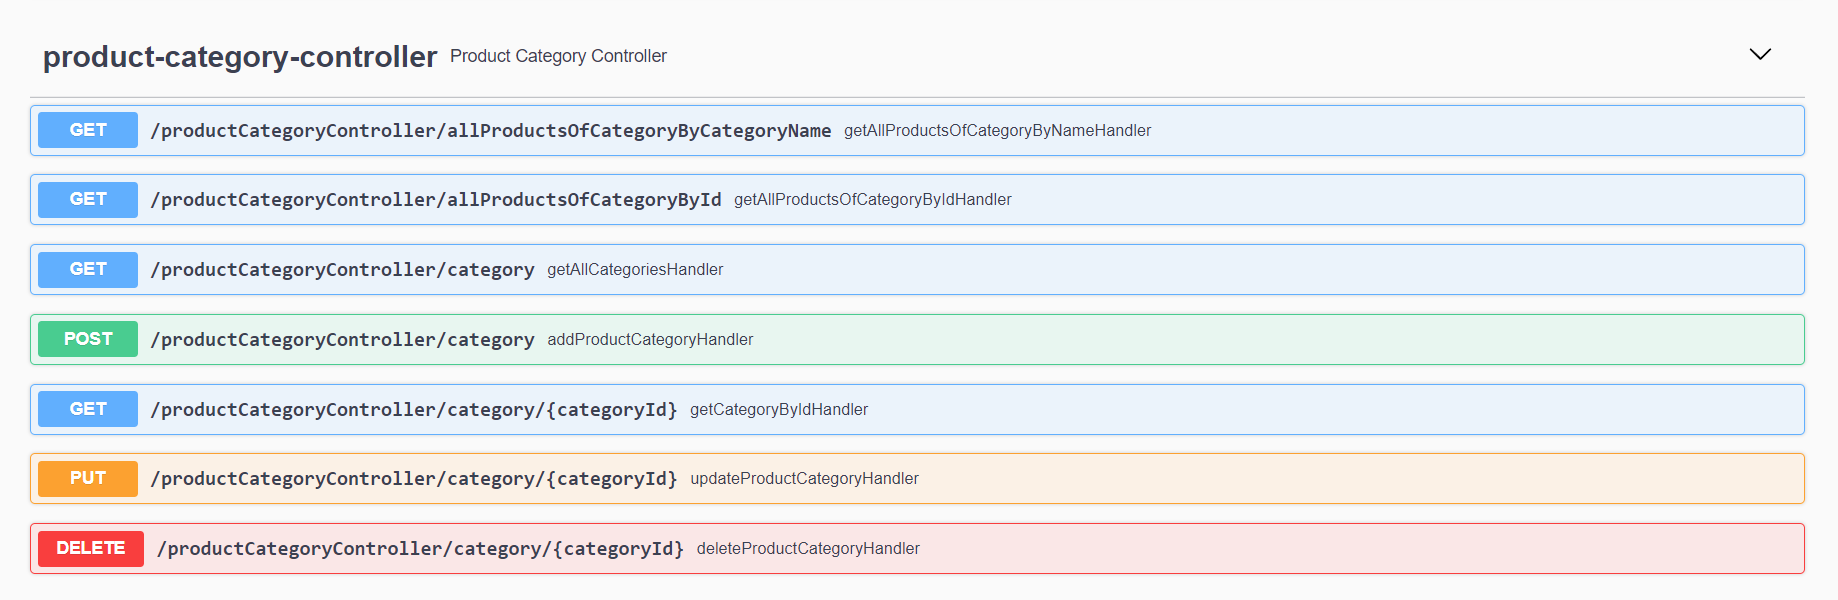 product-category-controller Product Category Controller
GET /productCategoryController/allProductsOfCategoryByCategoryName getAllProductsOfCategoryByNameHandler
GET /productCategoryController/allProductsOfCategoryById getAllProductsOfCategoryByIdHandler
GET /productCategoryController/category getAllCategoriesHandler
POST /productCategoryController/category addProductCategoryHandler
GET /productCategoryController/category/{categoryId} getCategoryByIdHandler
PUT /productCategoryController/category/{categoryId} updateProductCategoryHandler
DELETE /productCategoryController/category/{categoryId} deleteProductCategoryHandler